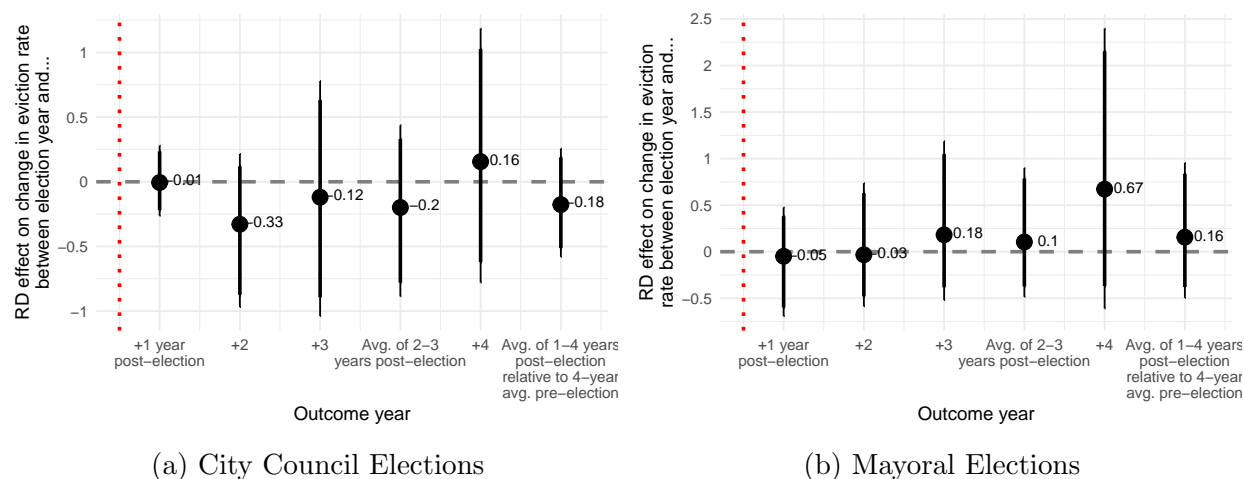 RD effect on change in eviction rate
between election year and...
1
0.5
0
−0.5
−1
−0.01
−0.33
−0.12
−0.2
0.16
−0.18
+1 year
post−election
+2
+3
Avg. of 2−3
years post−election
+4
Avg. of 1−4 years
post−election
relative to 4−year
avg. pre−election
Outcome year
(a) City Council Elections
RD effect on change in eviction
rate between election year and...
2.5
2
1.5
1
0.5
0
−0.5
−0.05
−0.03
0.18
0.1
0.67
0.16
+1 year
post−election
+2
+3
Avg. of 2−3
years post−election
+4
Avg. of 1−4 years
post−election
relative to 4−year
avg. pre−election
Outcome year
(b) Mayoral Elections